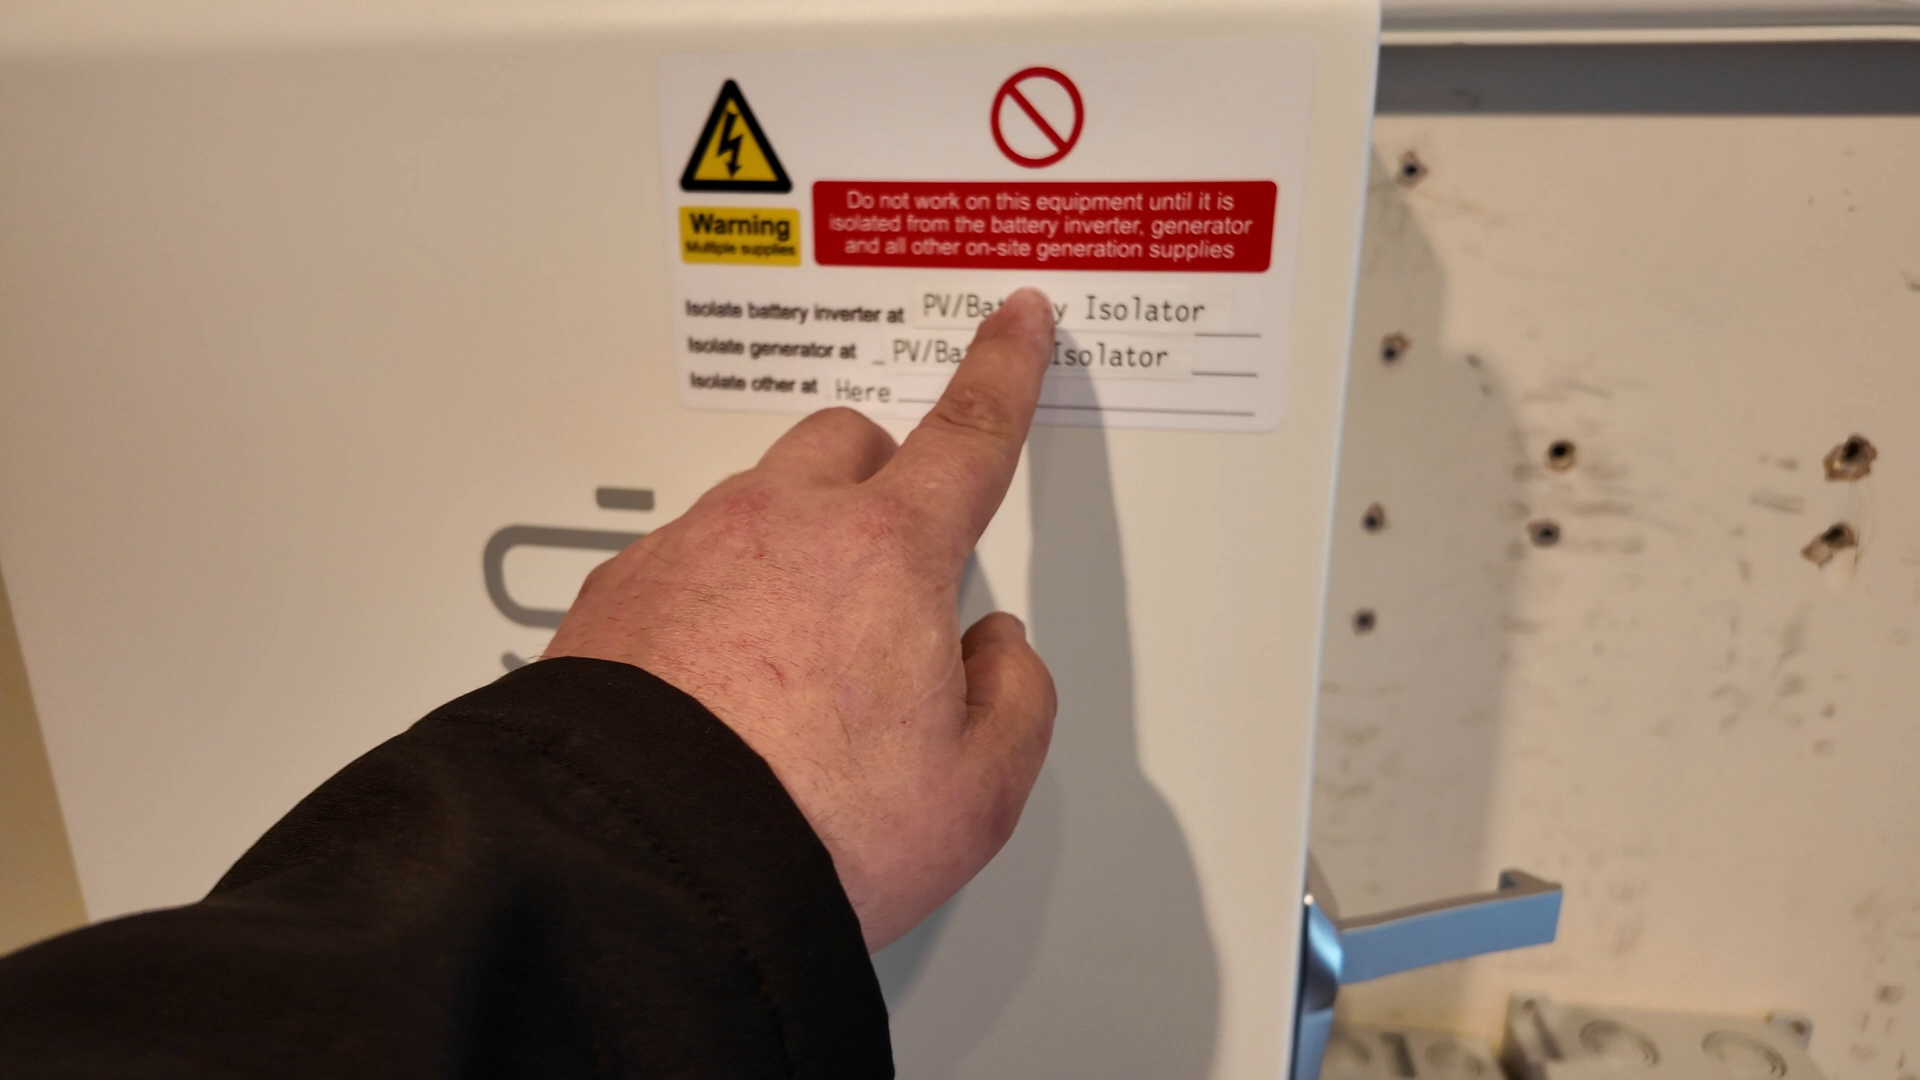 Warning
Multiple supplies
Do not work on this equipment until it is
isolated from the battery inverter, generator
and all other on-site generation supplies
Isolate battery inverter at PV/Ba y Isolator
Isolate generator at PV/Ba Isolator
Isolate other at Here